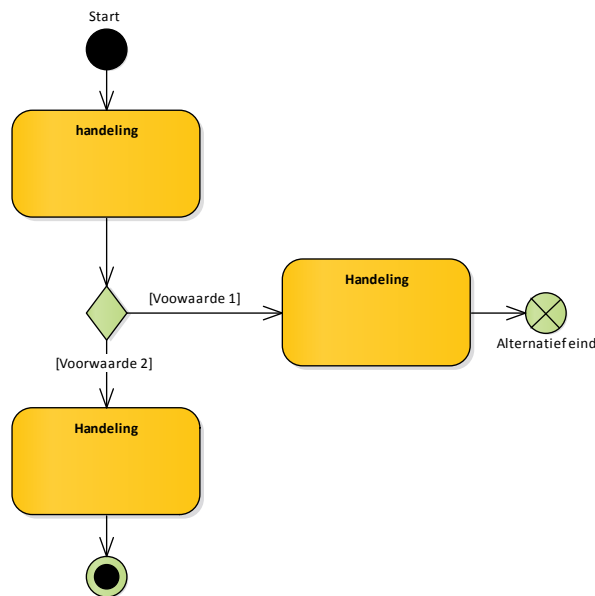 Start
handeling
[Voowaarde 1]
Handeling
Alternatief eind
[Voorwaarde 2]
Handeling